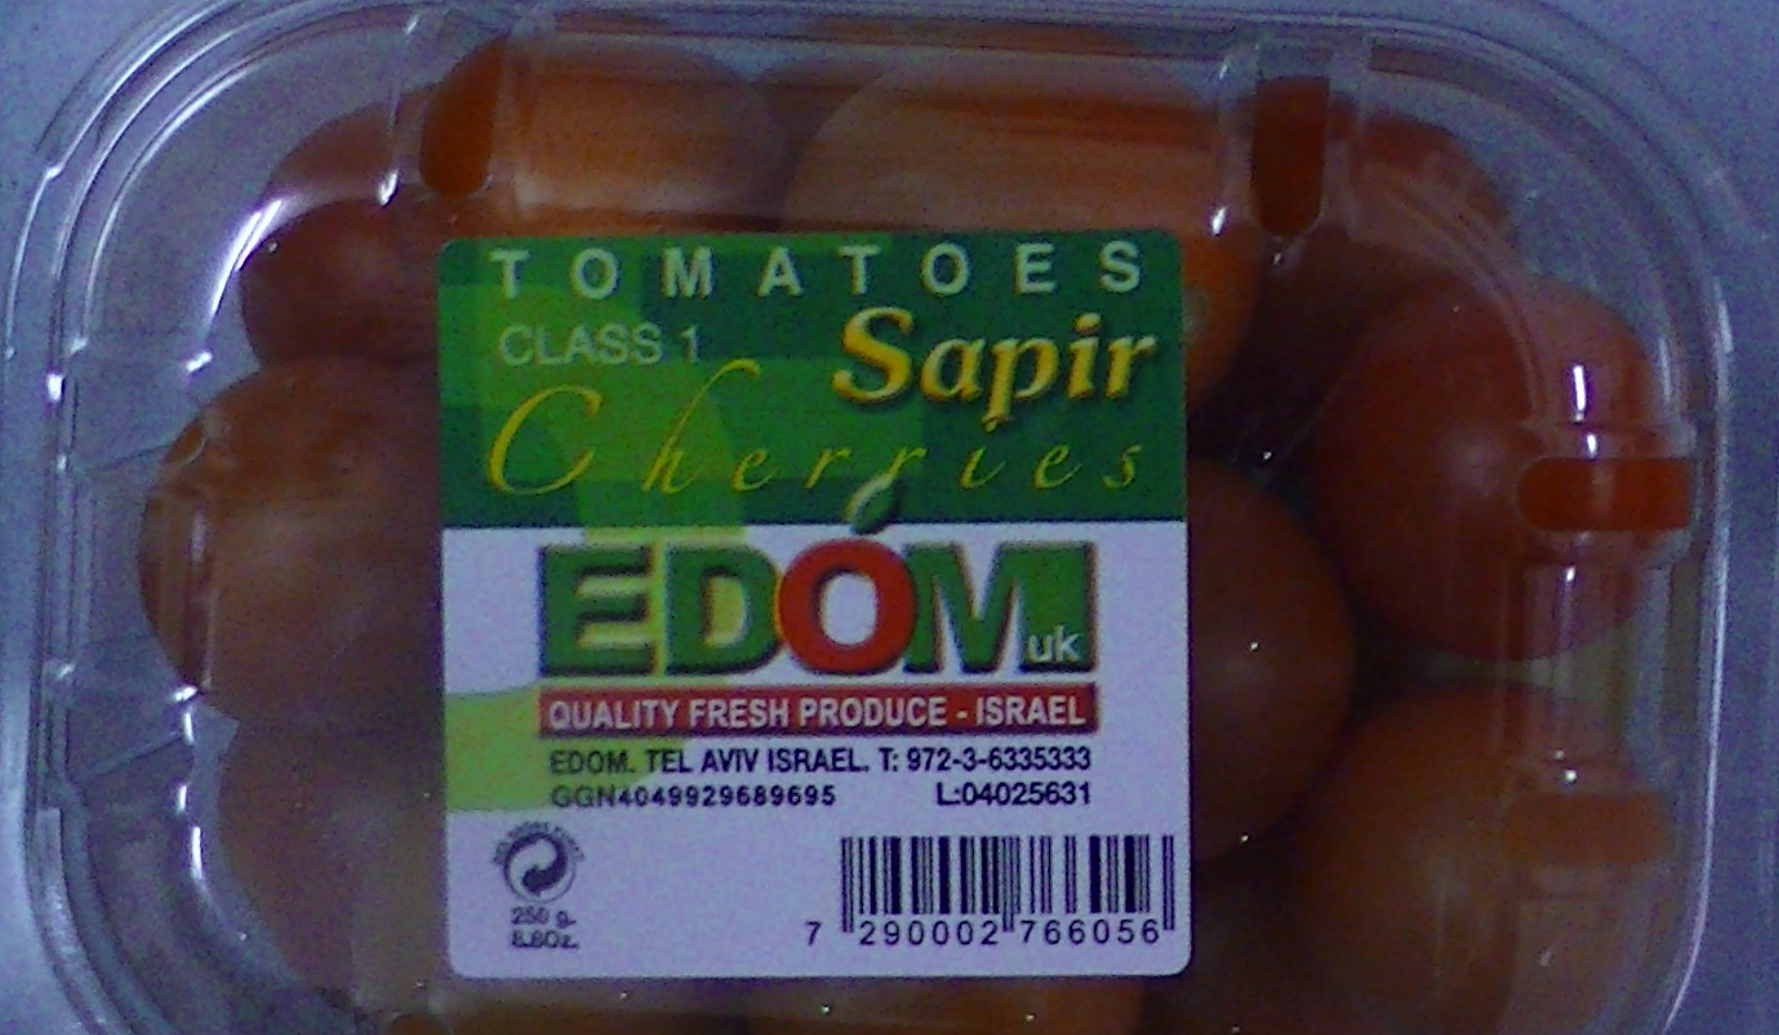 TOMATOES
CLASS 1
Sapir
Cherries
EDOM uk
QUALITY FRESH PRODUCE - ISRAEL
EDOM. TEL AVIV ISRAEL. T: 972-3-6335333
GGN4049929689695 L:04025631
250 g.
8.8Oz.
7 290002 766056